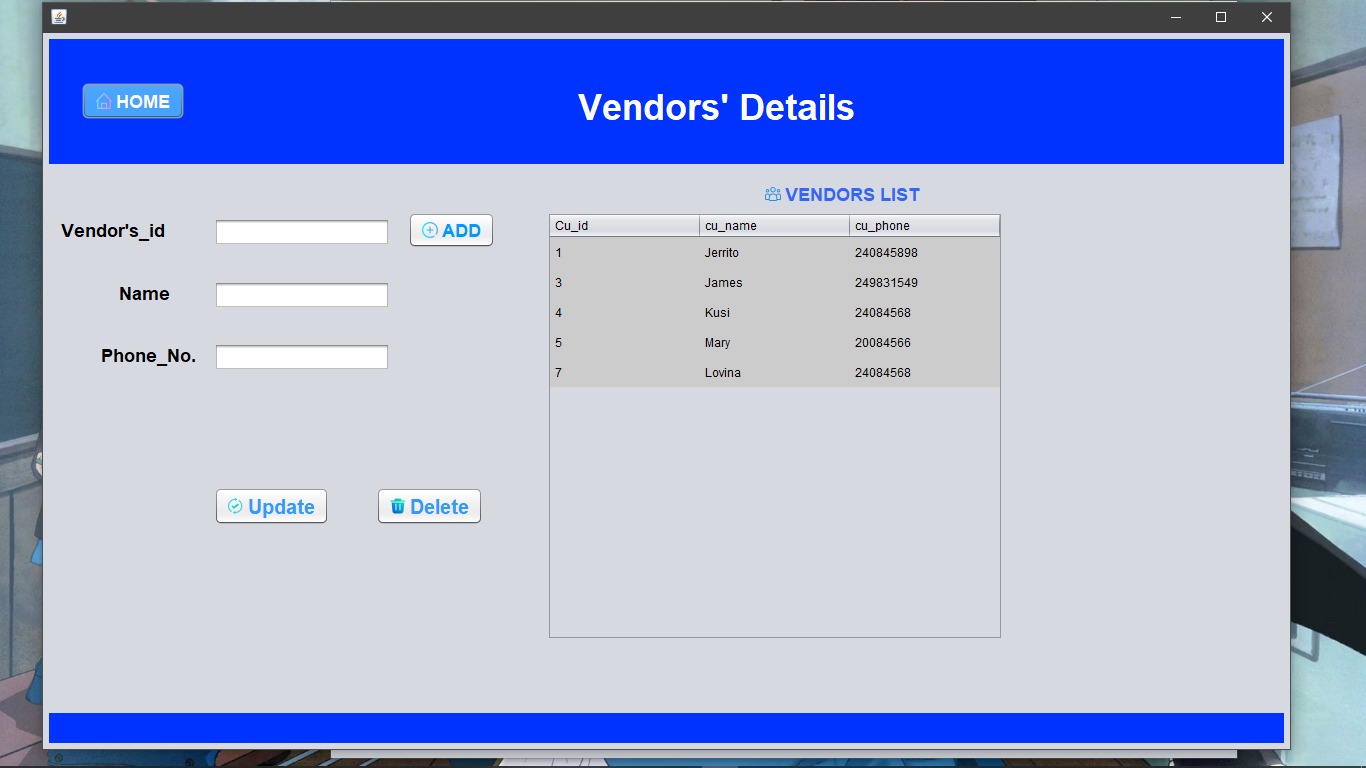 HOME
Vendors' Details
VENDORS LIST
Vendor's_id
ADD
Name
Phone_No.
Update
Delete
Cu_id cu_name cu_phone
1 Jerrito 240845898
3 James 249831549
4 Kusi 24084568
5 Mary 20084566
7 Lovina 24084568